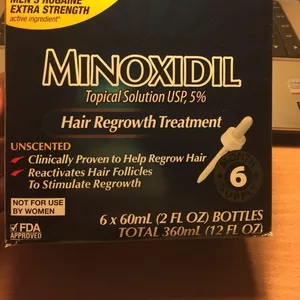 MEN'S ROGAINE
EXTRA STRENGTH
active ingredient*
MINOXIDIL
Topical Solution USP, 5%
Hair Regrowth Treatment
UNSCENTED
Clinically Proven to Help Regrow Hair
Reactivates Hair Follicles
To Stimulate Regrowth
6
NOT FOR USE
BY WOMEN
FDA
APPROVED
6 x 60mL (2 FL OZ) BOTTLES
TOTAL 360mL (12 FL OZ)